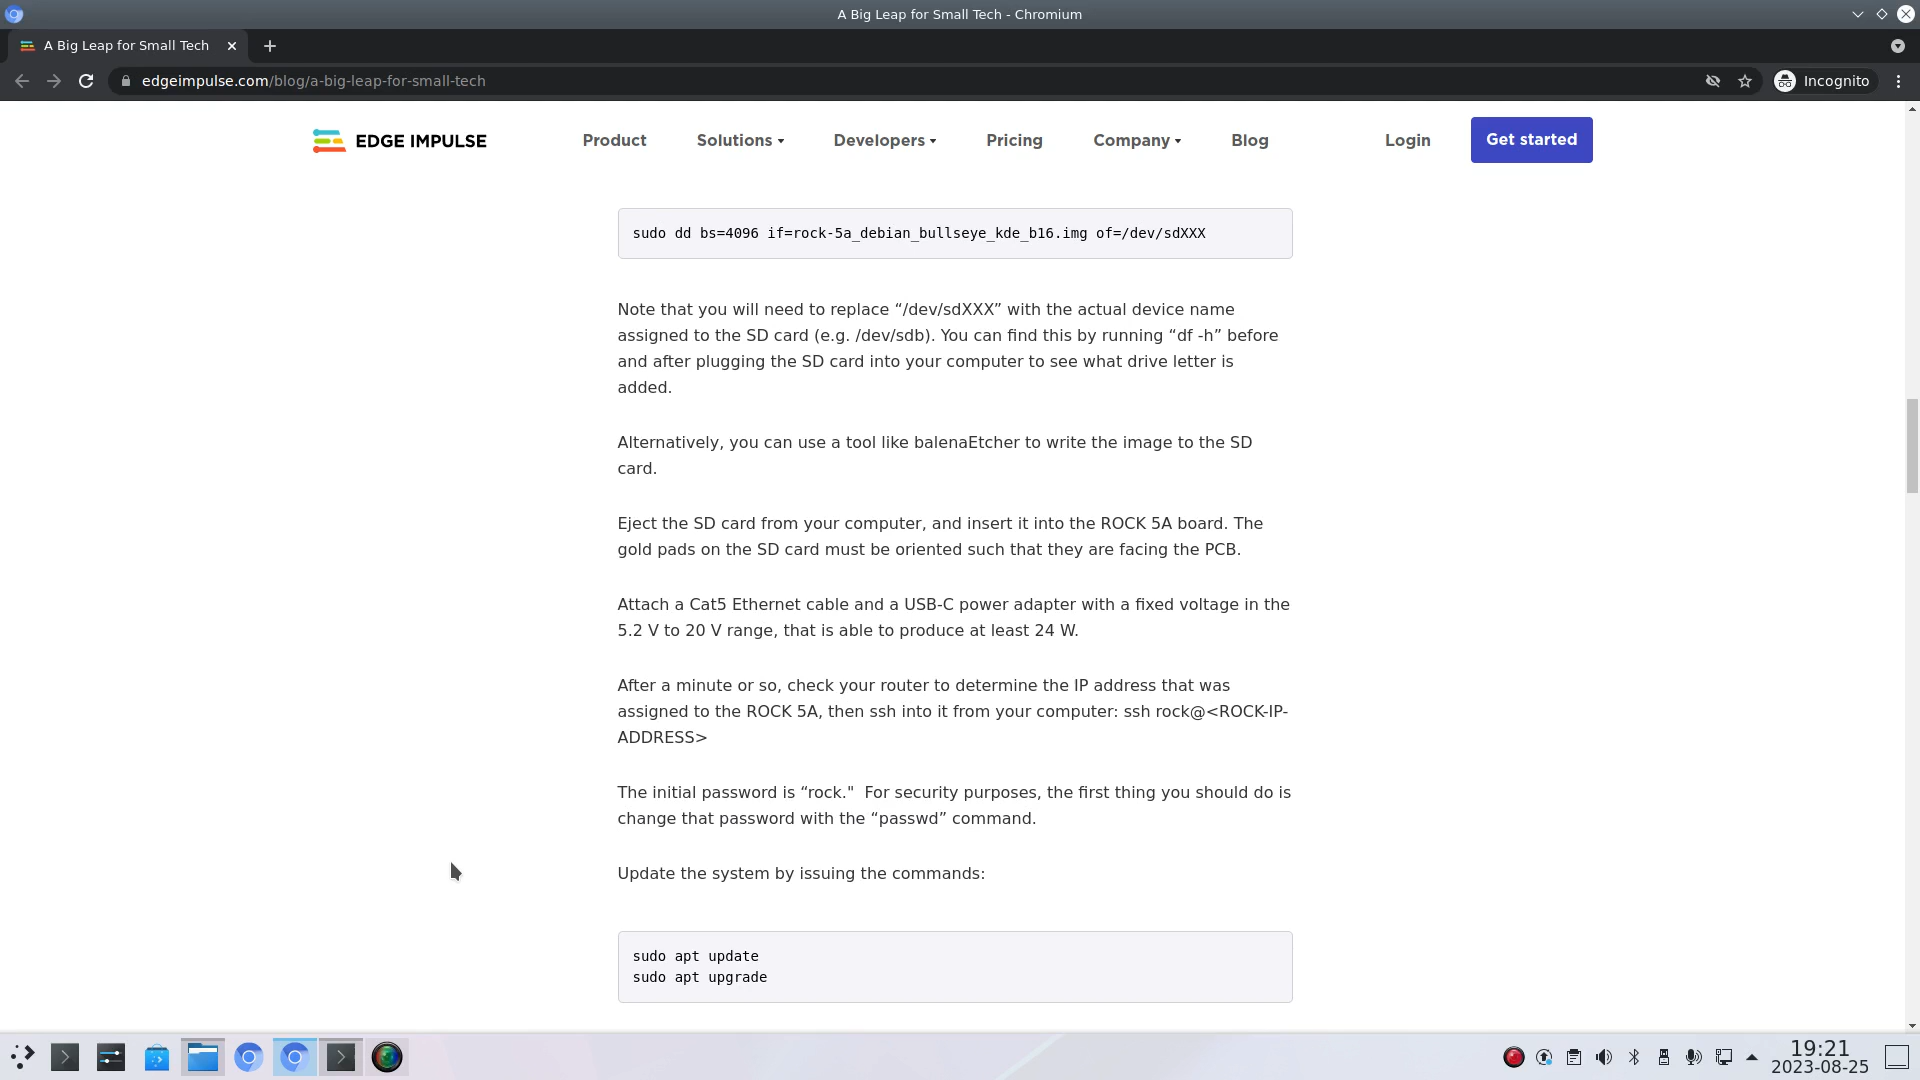 A Big Leap for Small Tech - Chromium
A Big Leap for Small Tech
edgeimpulse.com/blog/a-big-leap-for-small-tech
Incognito
EDGE IMPULSE
Product
Solutions
Developers
Pricing
Company
Blog
Login
Get started
sudo dd bs=4096 if=rock-5a_debian_bullseye_kde_b16.img of=/dev/sdXXX
Note that you will need to replace “/dev/sdXXX” with the actual device name
assigned to the SD card (e.g. /dev/sdb). You can find this by running “df -h” before
and after plugging the SD card into your computer to see what drive letter is
added.
Alternatively, you can use a tool like balenaEtcher to write the image to the SD
card.
Eject the SD card from your computer, and insert it into the ROCK 5A board. The
gold pads on the SD card must be oriented such that they are facing the PCB.
Attach a Cat5 Ethernet cable and a USB-C power adapter with a fixed voltage in the
5.2 V to 20 V range, that is able to produce at least 24 W.
After a minute or so, check your router to determine the IP address that was
assigned to the ROCK 5A, then ssh into it from your computer: ssh rock@<ROCK-IP-
ADDRESS>
The initial password is “rock."  For security purposes, the first thing you should do is
change that password with the “passwd” command.
Update the system by issuing the commands:
sudo apt update
sudo apt upgrade
19:21
2023-08-25